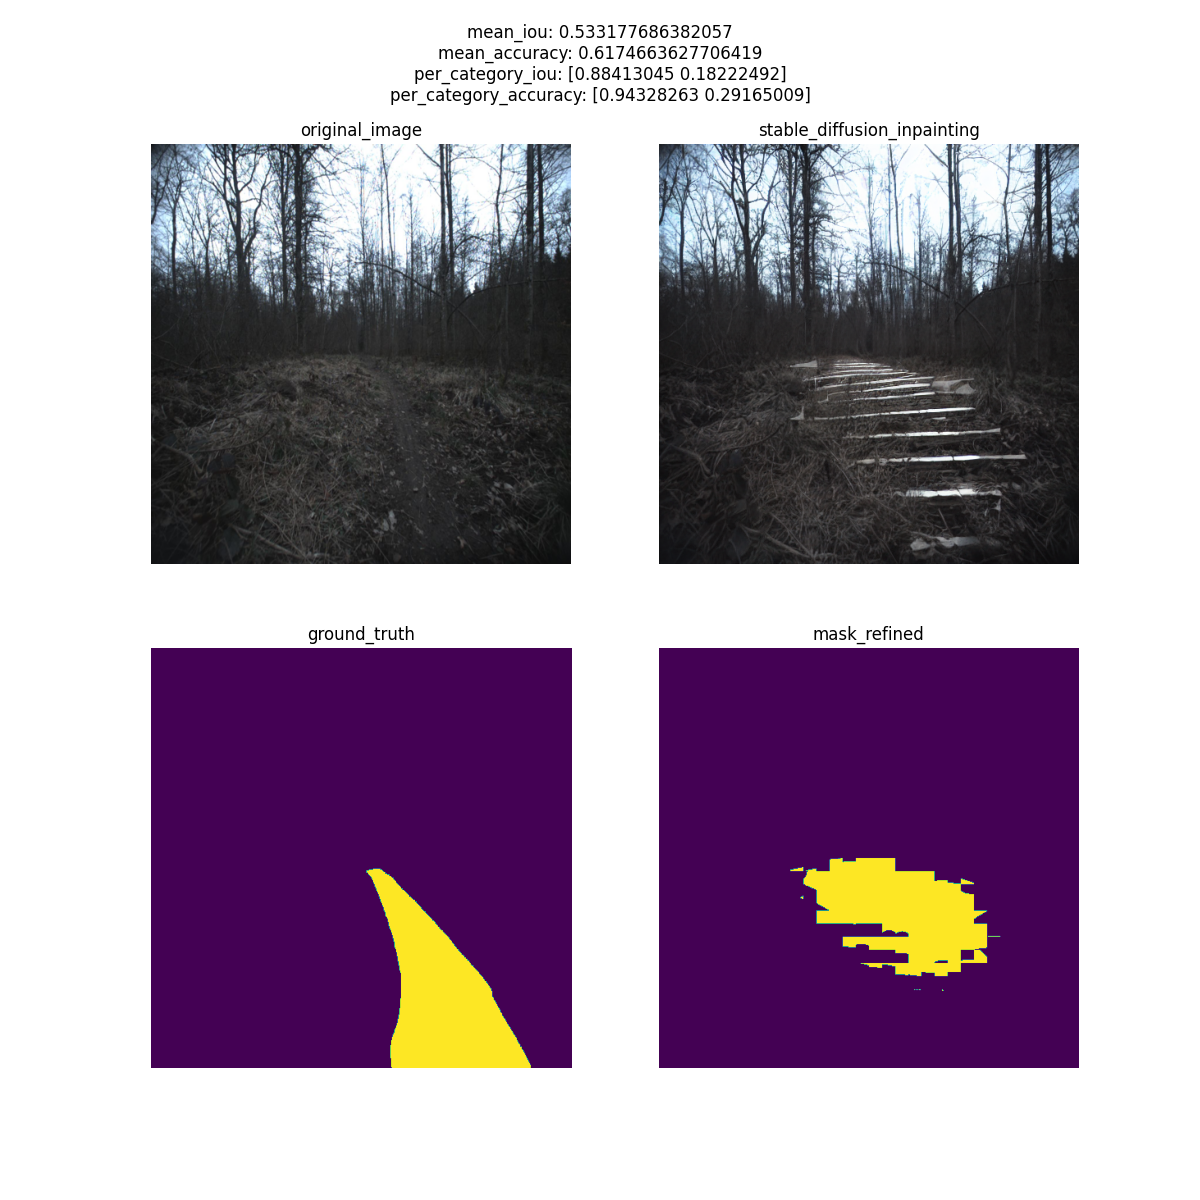 mean_iou: 0.533177686382057
mean_accuracy: 0.6174663627706419
per_category_iou: [0.88413045 0.18222492]
per_category_accuracy: [0.94328263 0.29165009]
original_image
stable_diffusion_inpainting
ground_truth
mask_refined